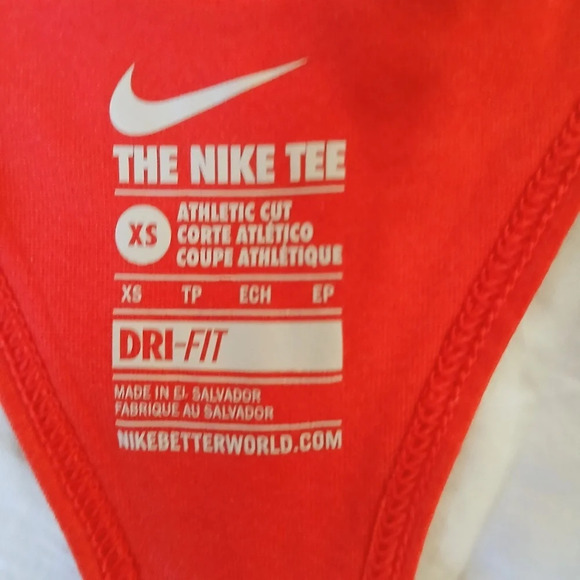 THE NIKE TEE
XS
ATHLETIC CUT
CORTE ATLÉTICO
COUPE ATHLÉTIQUE
XS TP ECH EP
DRI-FIT
MADE IN EL SALVADOR
FABRIQUE AU SALVADOR
NIKEBETTERWORLD.COM